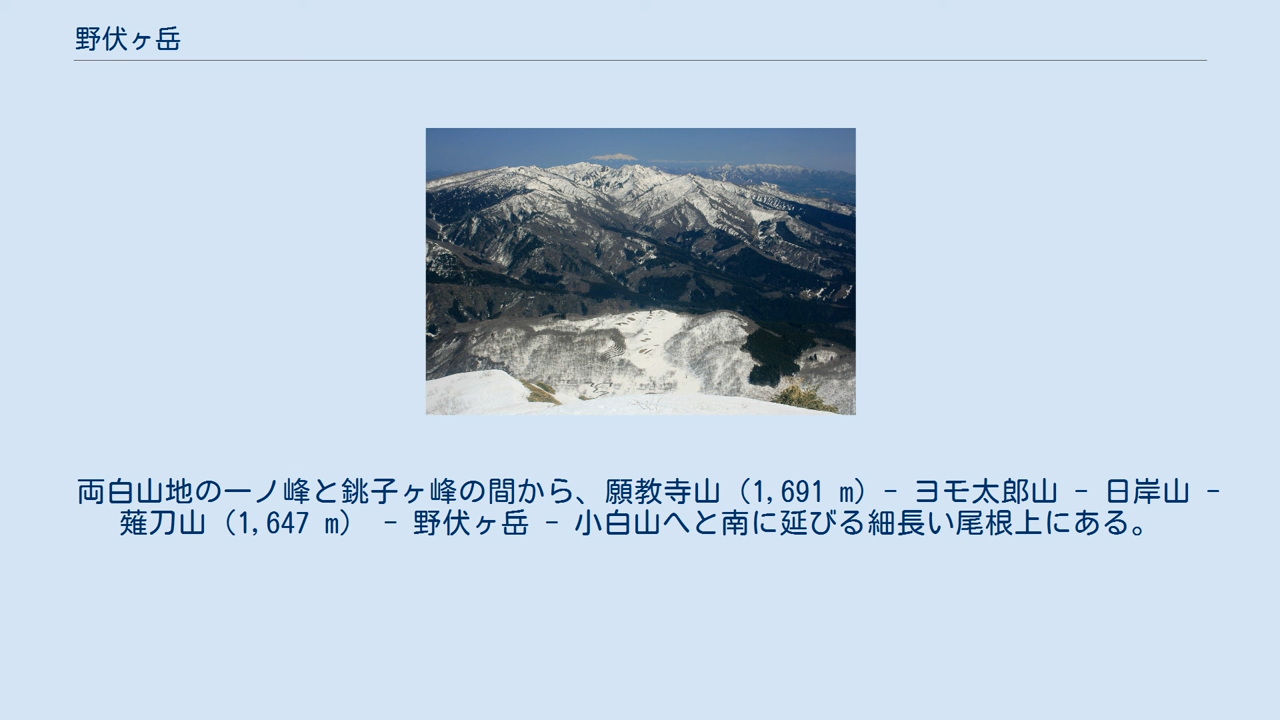 野伏ヶ岳
両白山地の一ノ峰と銚子ヶ峰の間から、願教寺山（1,691 m）- ヨモ太郎山 - 日岸山 -
薙刀山（1,647 m） - 野伏ヶ岳 - 小白山へと南に延びる細長い尾根上にある。